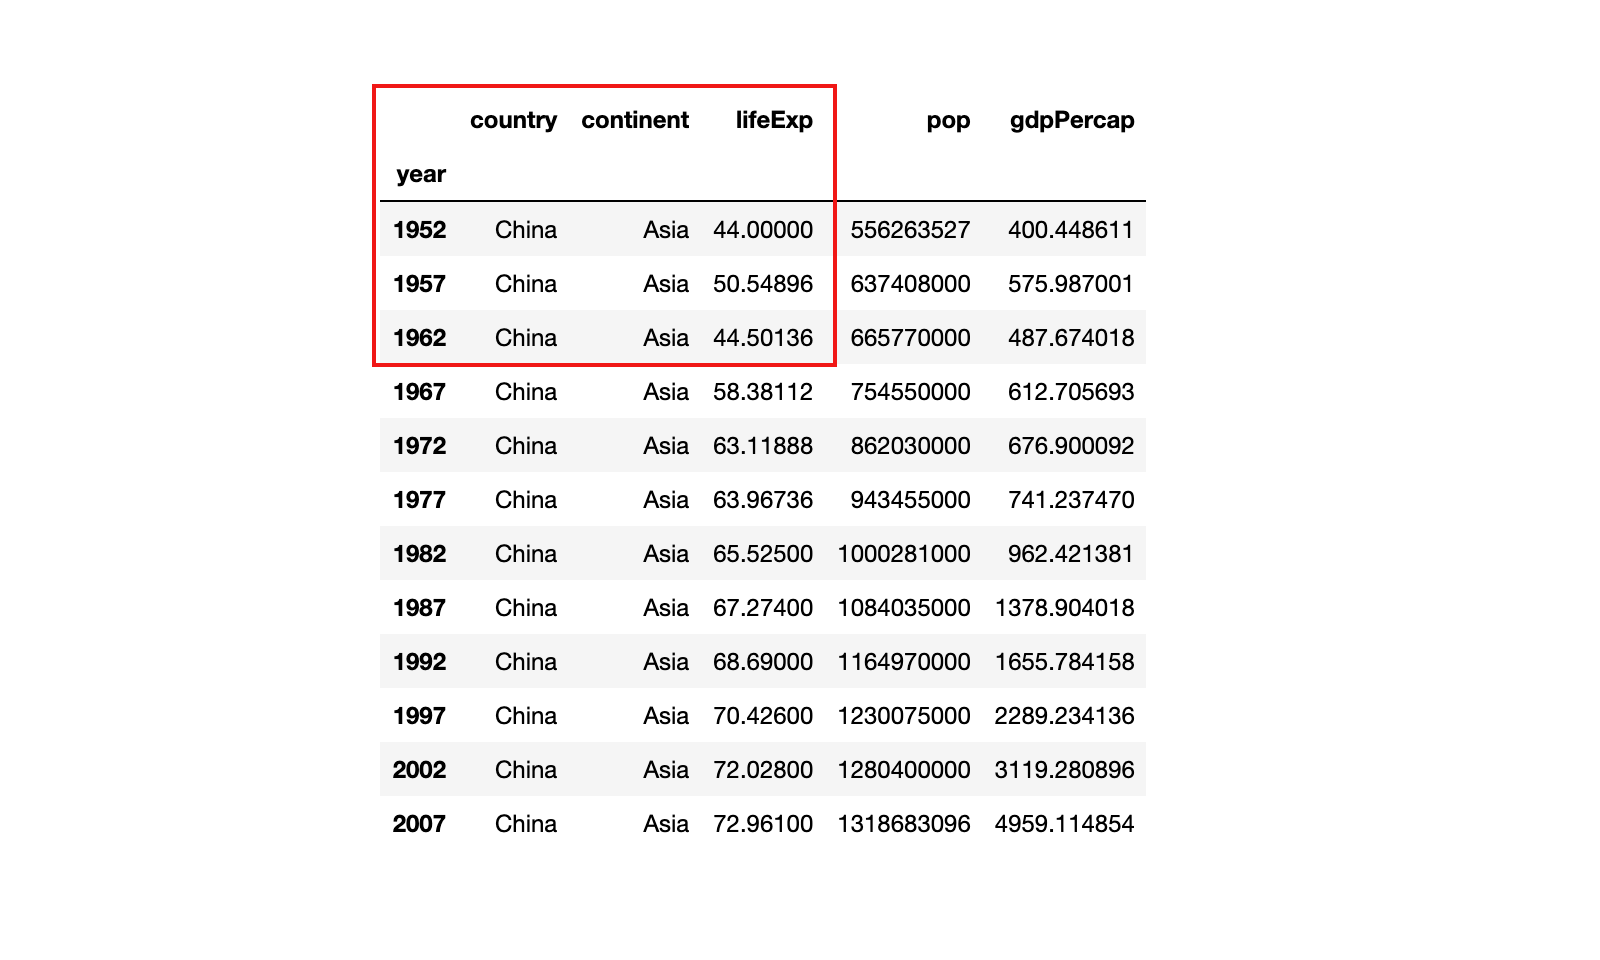 country continent lifeExp pop gdpPercap
year
1952 China Asia 44.00000 556263527 400.448611
1957 China Asia 50.54896 637408000 575.987001
1962 China Asia 44.50136 665770000 487.674018
1967 China Asia 58.38112 754550000 612.705693
1972 China Asia 63.11888 862030000 676.900092
1977 China Asia 63.96736 943455000 741.237470
1982 China Asia 65.52500 1000281000 962.421381
1987 China Asia 67.27400 1084035000 1378.904018
1992 China Asia 68.69000 1164970000 1655.784158
1997 China Asia 70.42600 1230075000 2289.234136
2002 China Asia 72.02800 1280400000 3119.280896
2007 China Asia 72.96100 1318683096 4959.114854